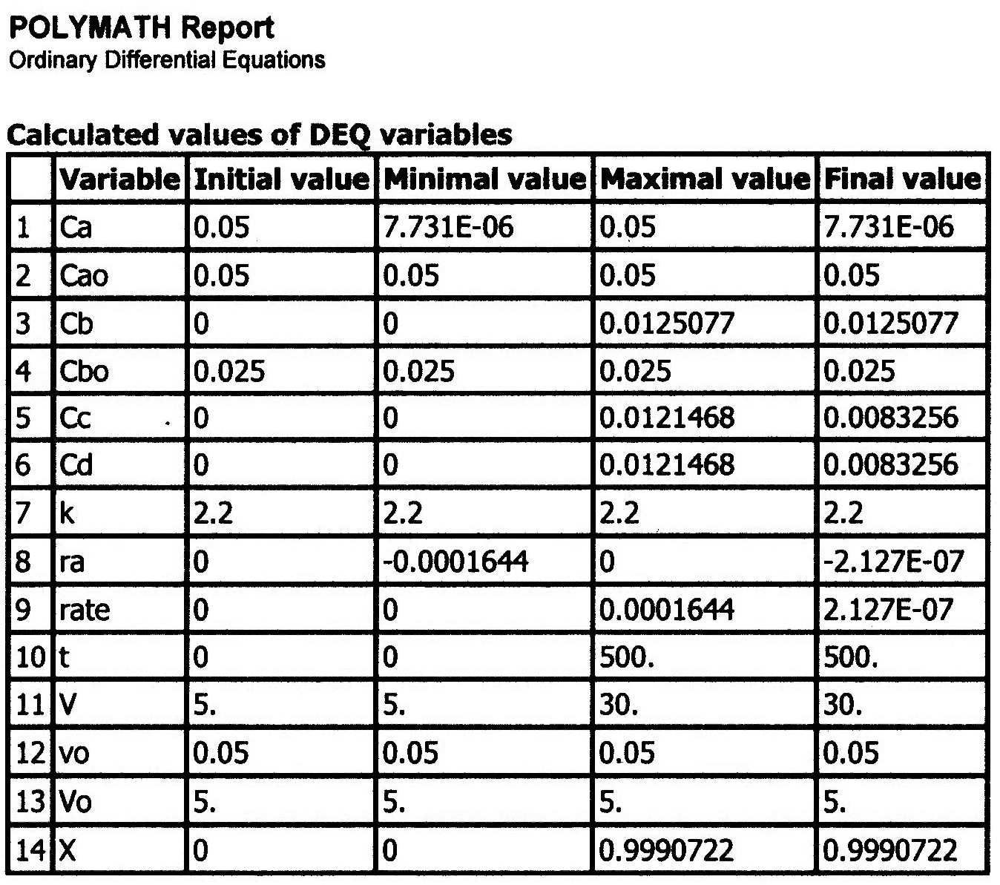 POLYMATH Report
Ordinary Differential Equations
Calculated values of DEQ variables
Variable Initial value Minimal value Maximal value Final value
1 Ca 0.05 7.731E-06 0.05 7.731E-06
2 Cao 0.05 0.05 0.05 0.05
3 Cb 0 0 0.0125077 0.0125077
4 Cbo 0.025 0.025 0.025 0.025
5 Cc 0 0 0.0121468 0.0083256
6 Cd 0 0 0.0121468 0.0083256
7 k 2.2 2.2 2.2 2.2
8 ra 0 -0.0001644 0 -2.127E-07
9 rate 0 0 0.0001644 2.127E-07
10 t 0 0 500. 500.
11 V 5. 5. 30. 30.
12 vo 0.05 0.05 0.05 0.05
13 Vo 5. 5. 5. 5.
14 X 0 0 0.9990722 0.9990722